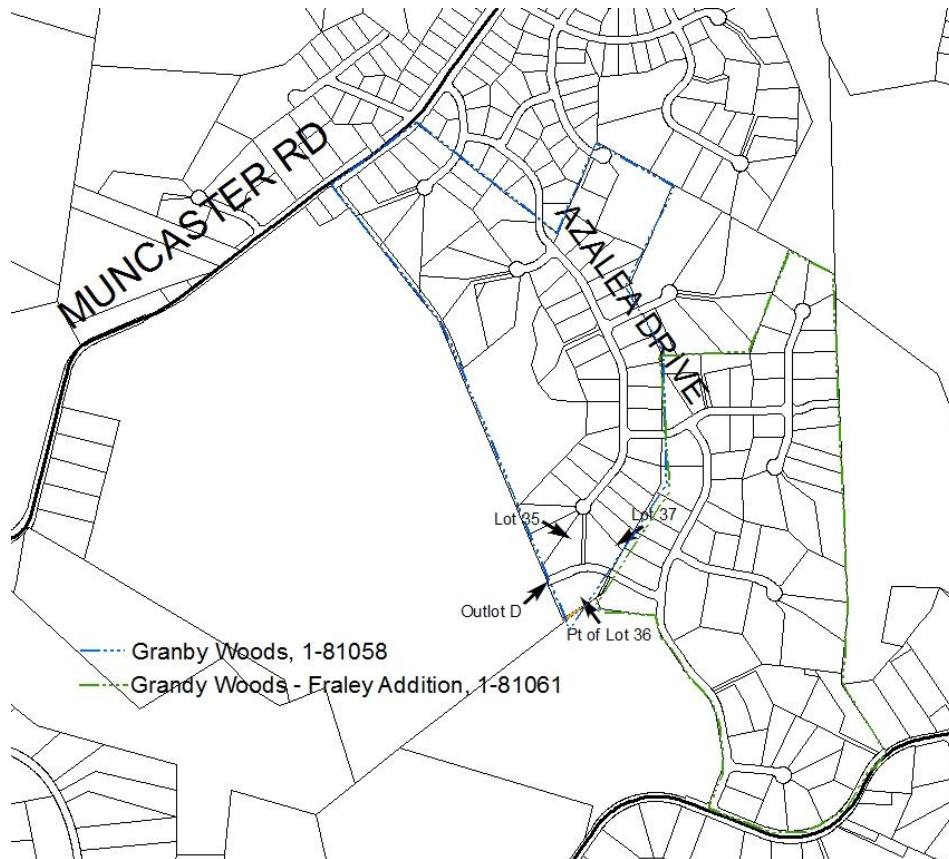 MUNCASTER RD
AZALEA DRIVE
Lot 35
Lot 37
Outlot D
Pt of Lot 36
Granby Woods, 1-81058
Grandy Woods - Fraley Addition, 1-81061